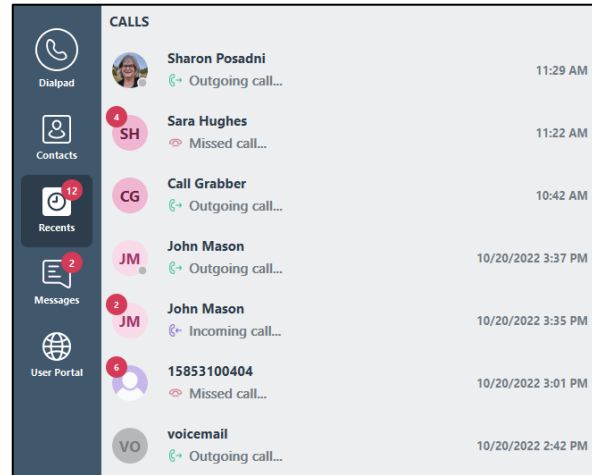 CALLS
Dialpad
Contacts
12
Recents
2
Messages
User Portal
Sharon Posadni
Outgoing call...
11:29 AM
4
SH
Sara Hughes
Missed call...
11:22 AM
CG
Call Grabber
Outgoing call...
10:42 AM
JM
John Mason
Outgoing call...
10/20/2022 3:37 PM
2
JM
John Mason
Incoming call...
10/20/2022 3:35 PM
6
15853100404
Missed call...
10/20/2022 3:01 PM
VO
voicemail
Outgoing call...
10/20/2022 2:42 PM